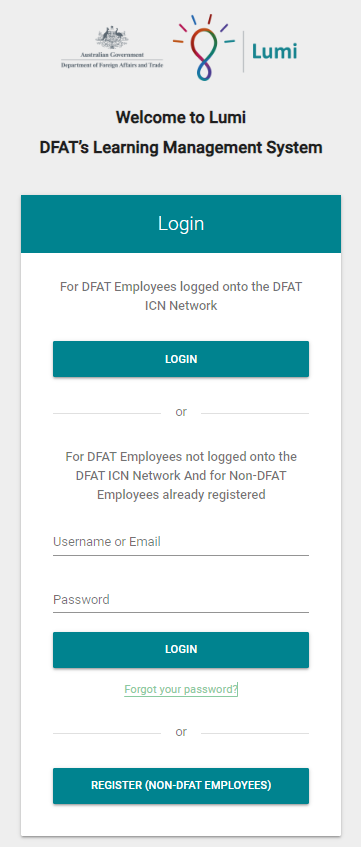 Australian Government
Department of Foreign Affairs and Trade
Lumi
Welcome to Lumi
DFAT's Learning Management System
Login
For DFAT Employees logged onto the DFAT
ICN Network
LOGIN
or
For DFAT Employees not logged onto the
DFAT ICN Network And for Non-DFAT
Employees already registered
Username or Email
Password
LOGIN
Forgot your password?
or
REGISTER (NON-DFAT EMPLOYEES)